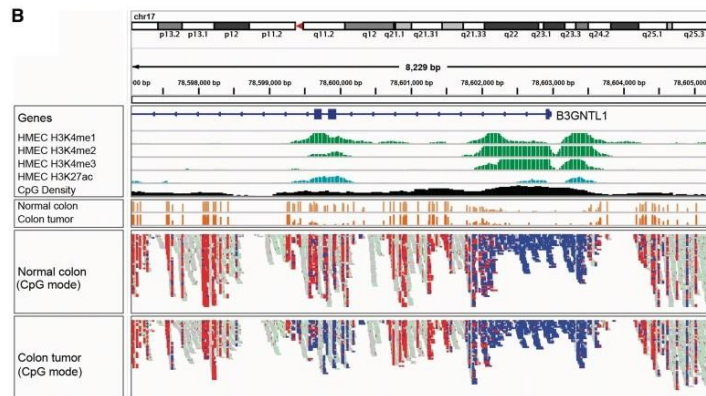 B
chr17
p13.2 p13.1 p12 p11.2 q11.2 q12 q21.1 q21.31 q21.33 q22 q23.1 q23.3 q24.2 q25.1 q25.3
8,229 bp
00 bp 78,598,000 bp 78,599,000 bp 78,600,000 bp 78,601,000 bp 78,602,000 bp 78,603,000 bp 78,604,000 bp 78,605,000
Genes
B3GNTL1
HMEC H3K4me1
HMEC H3K4me2
HMEC H3K4me3
HMEC H3K27ac
CpG Density
Normal colon
Colon tumor
Normal colon
(CpG mode)
Colon tumor
(CpG mode)